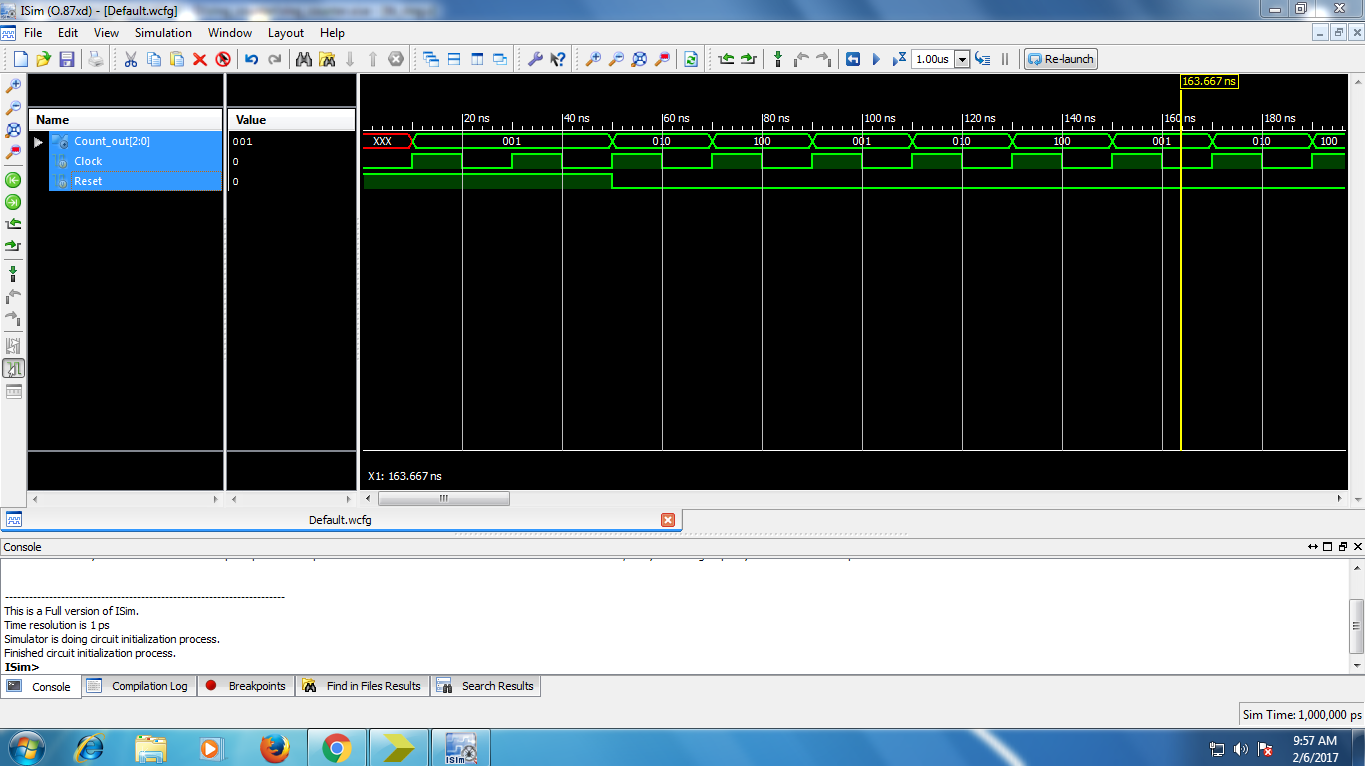 ISim (O.87xd) - [Default.wcfg]
File Edit View Simulation Window Layout Help
1.00us Re-launch
163.667 ns
Name Value
20 ns 40 ns 60 ns 80 ns 100 ns 120 ns 140 ns 160 ns 180 ns
Count_out[2:0] 001 XXX 001 010 100 001 010 100 001 010 100
Clock 0
Reset 0
X1: 163.667 ns
Default.wcfg
Console
--------------------------------------------------------------------
This is a Full version of ISim.
Time resolution is 1 ps
Simulator is doing circuit initialization process.
Finished circuit initialization process.
ISim>
Console Compilation Log Breakpoints Find in Files Results Search Results
Sim Time: 1,000,000 ps
ISim
9:57 AM
2/6/2017